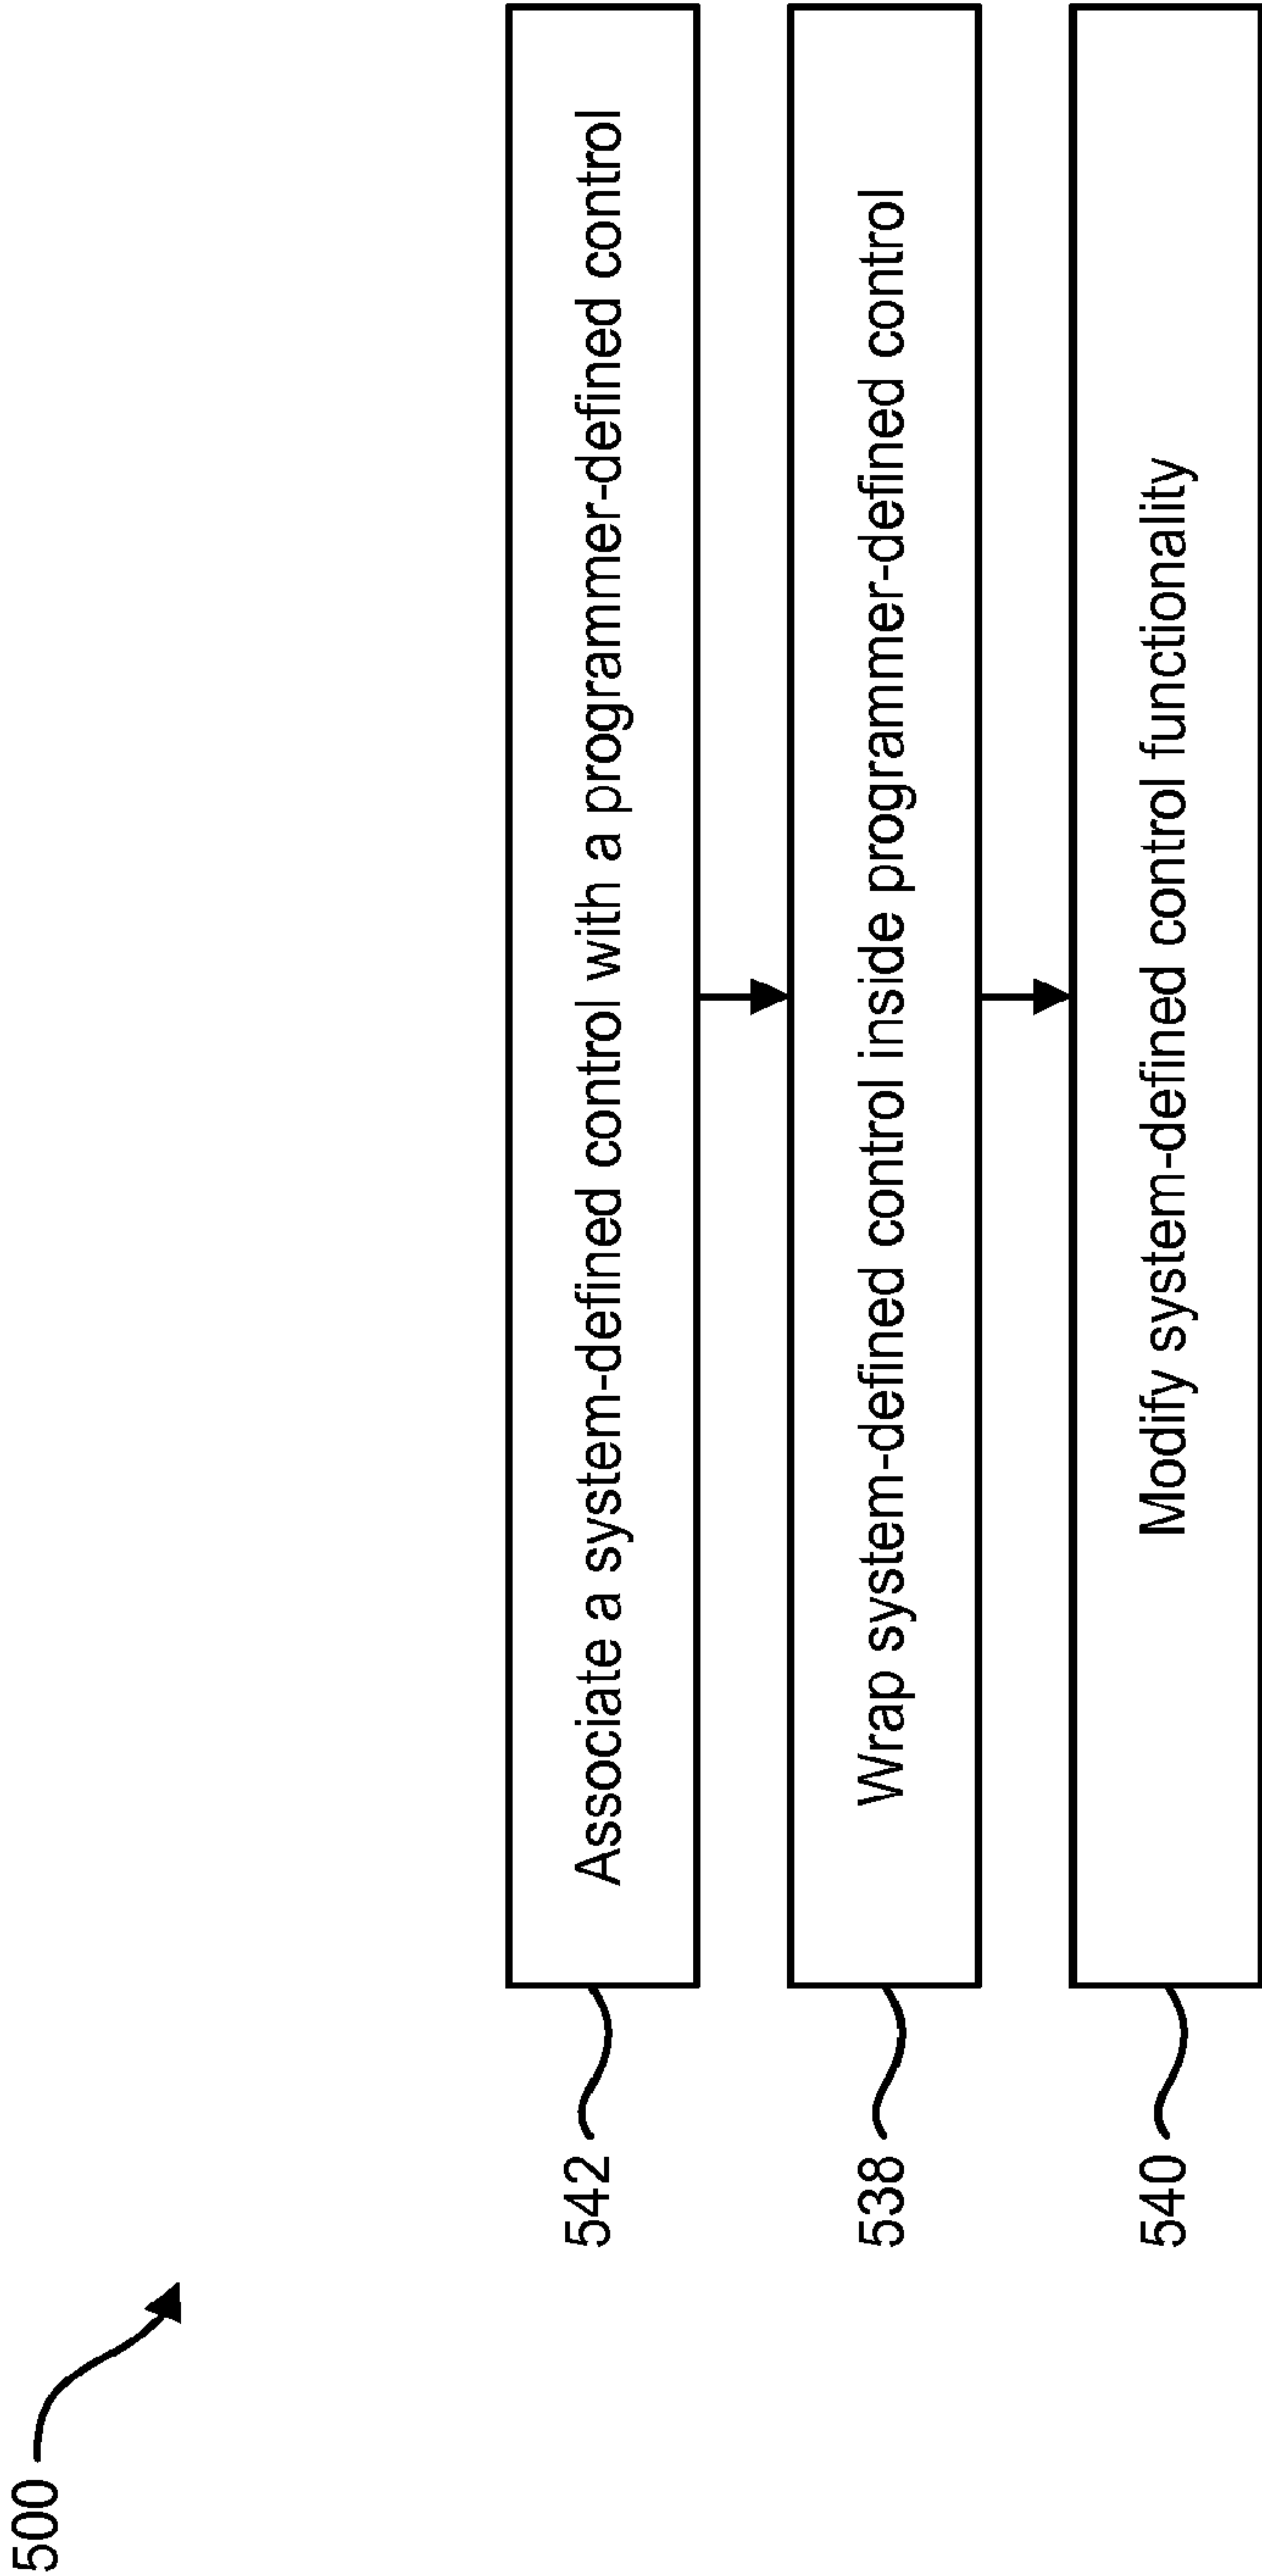 500
542
Associate a system-defined control with a programmer-defined control
538
Wrap system-defined control inside programmer-defined control
540
Modify system-defined control functionality